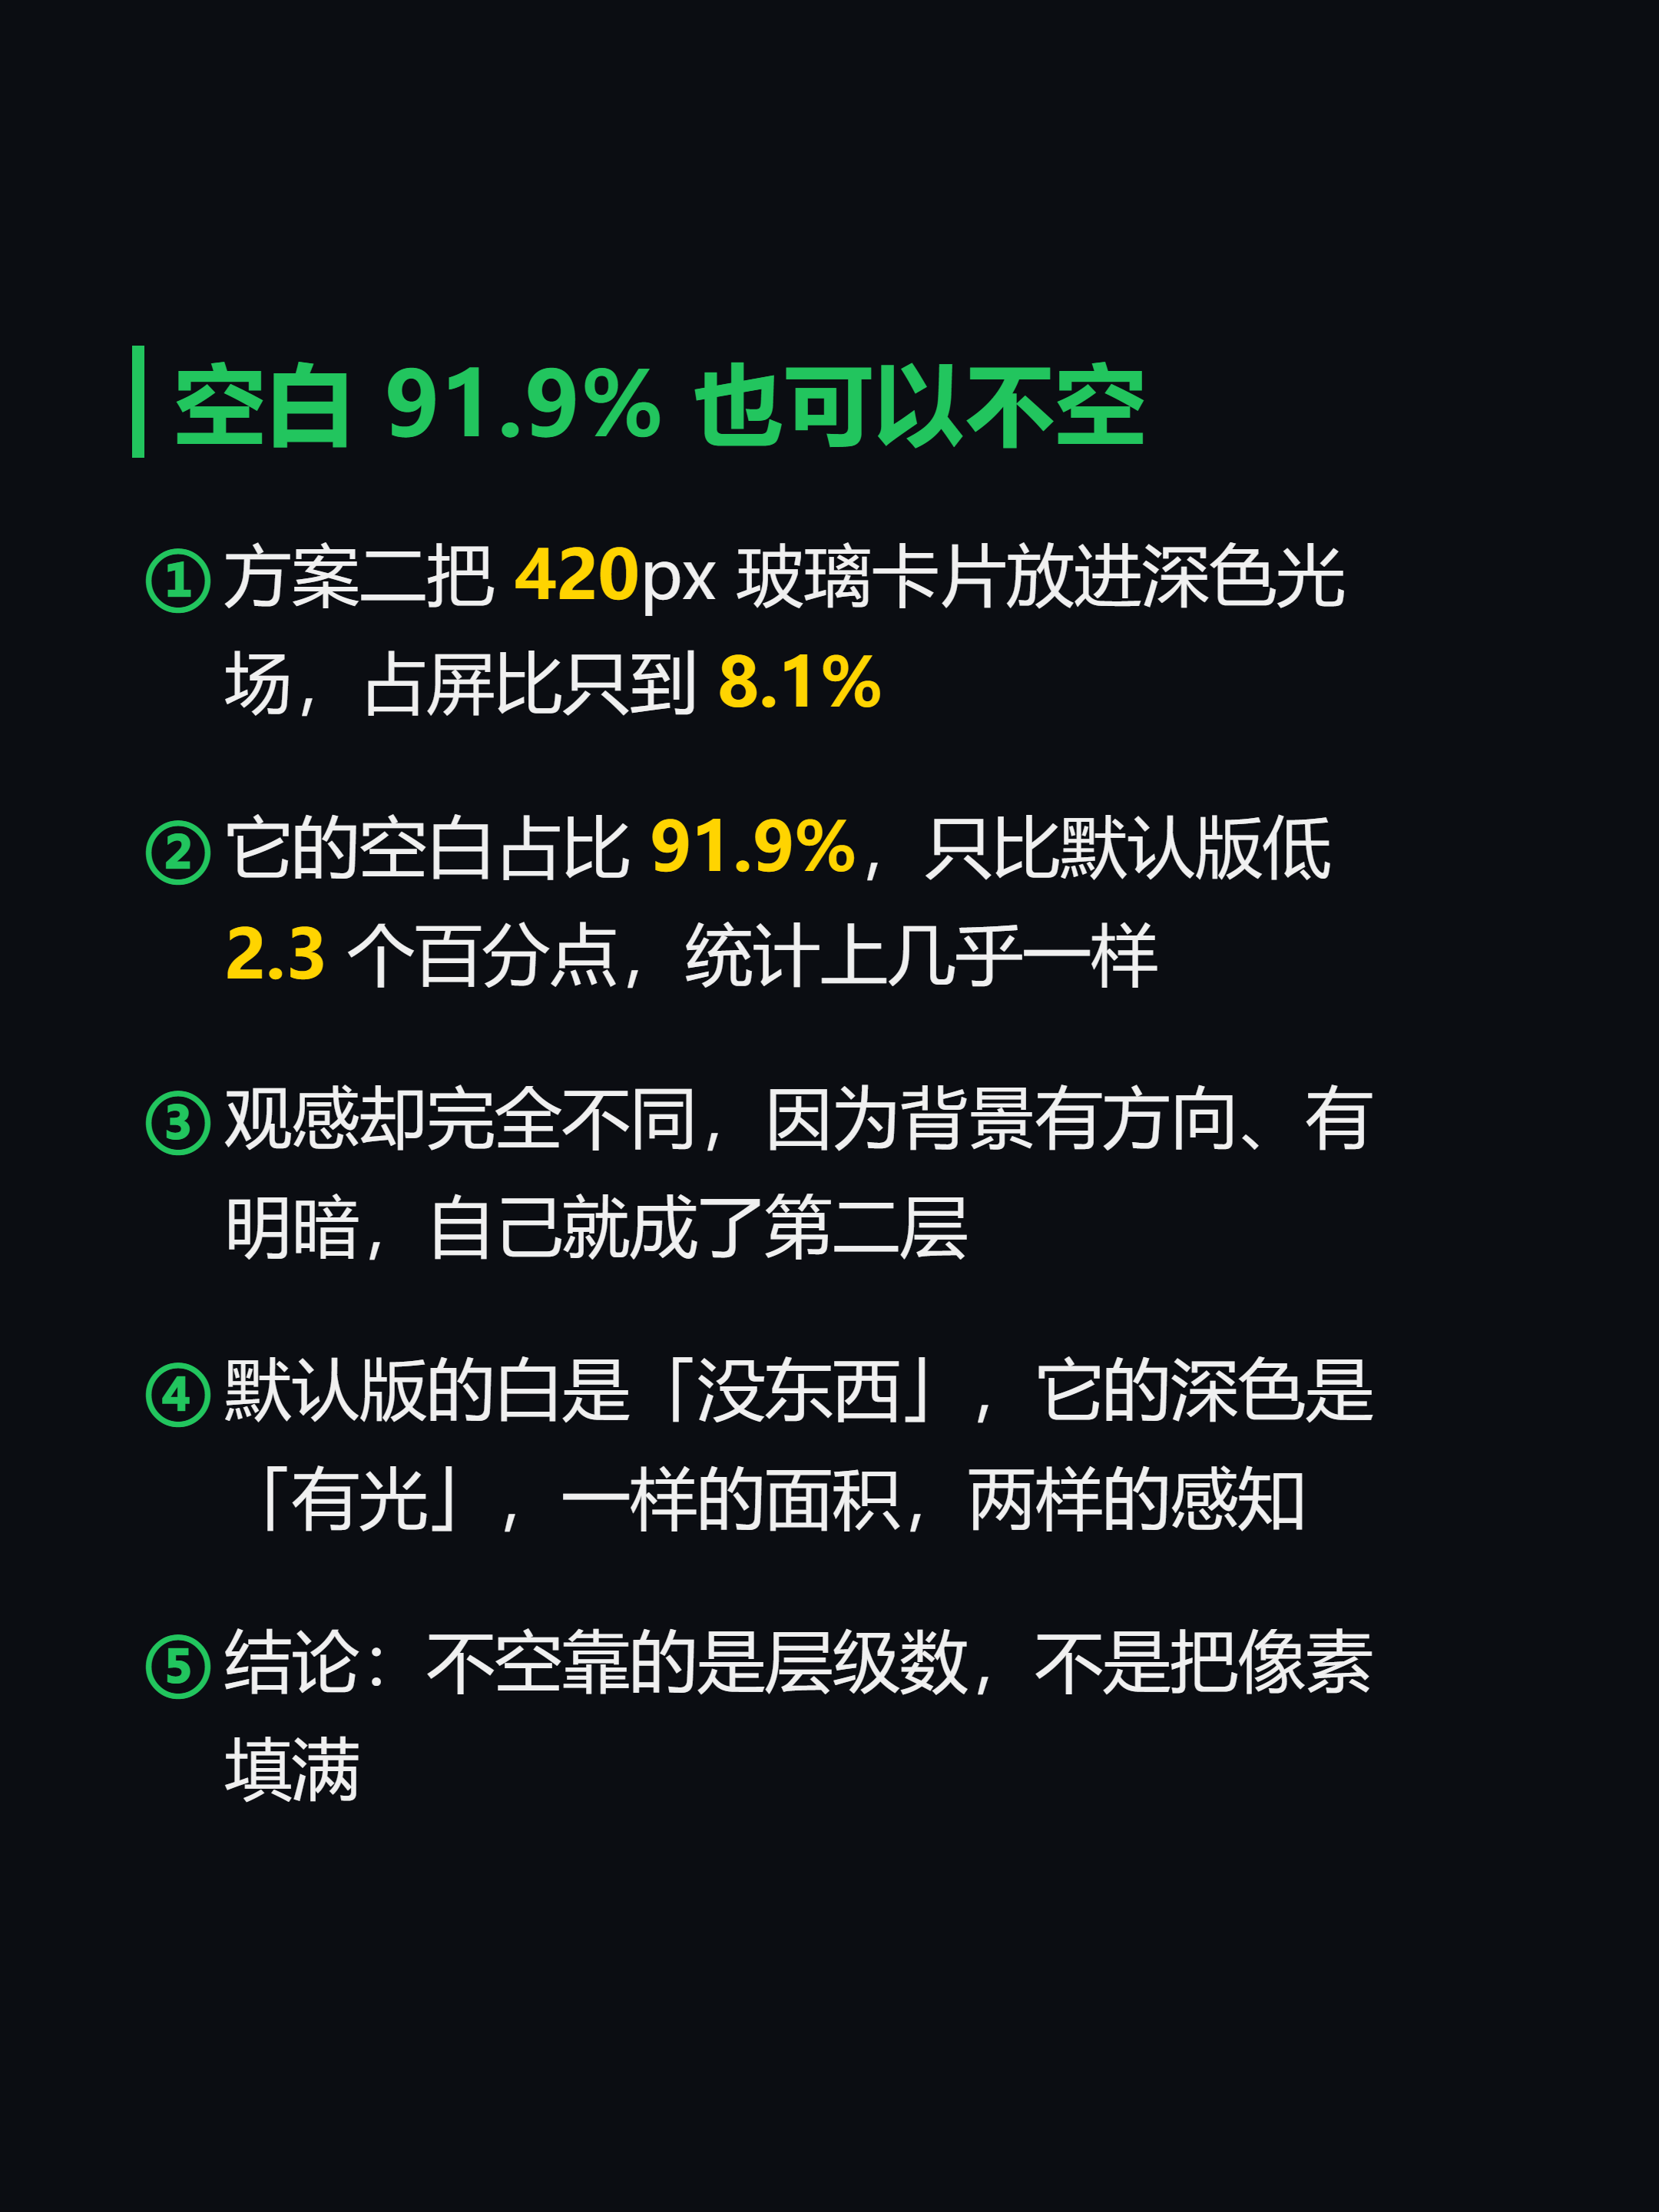 空白 91.9% 也可以不空
① 方案二把 420px 玻璃卡片放进深色光
场，占屏比只到 8.1%
② 它的空白占比 91.9%，只比默认版低
2.3 个百分点，统计上几乎一样
③ 观感却完全不同，因为背景有方向、有
明暗，自己就成了第二层
④ 默认版的白是「没东西」，它的深色是
「有光」，一样的面积，两样的感知
⑤ 结论：不空靠的是层级数，不是把像素
填满